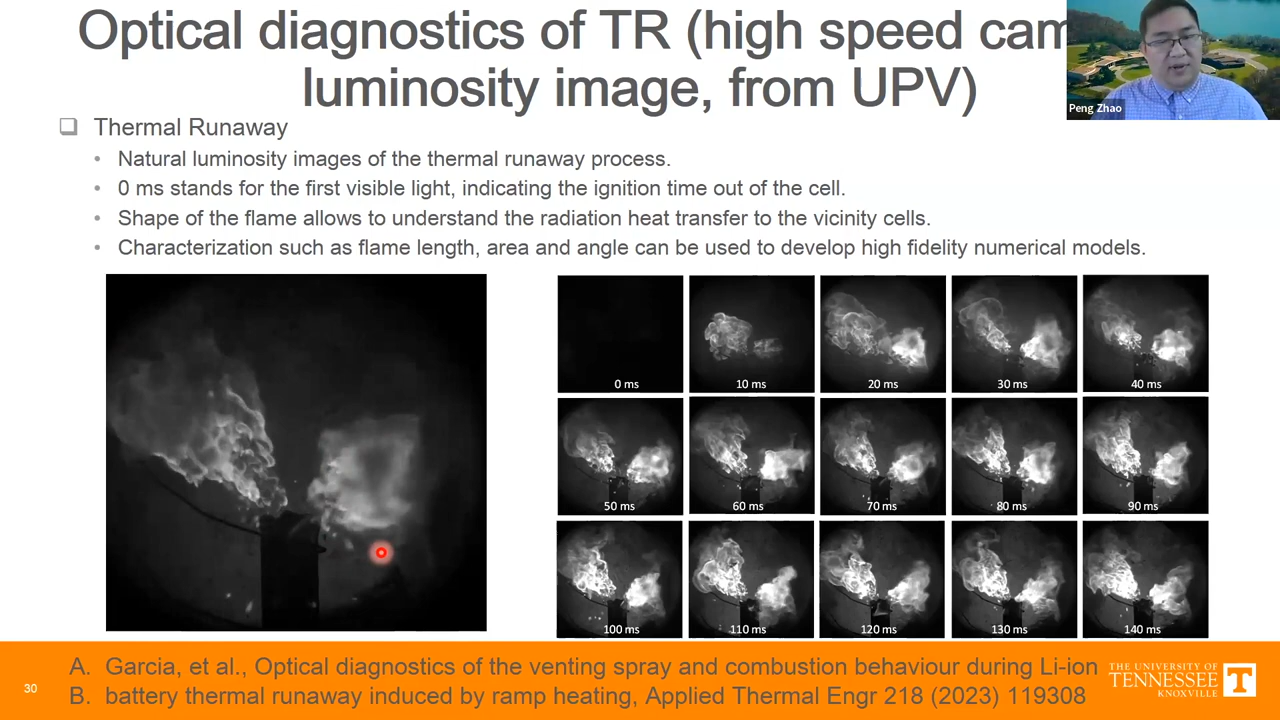 Optical diagnostics of TR (high speed cam
luminosity image, from UPV)
Peng Zhao
❑ Thermal Runaway
• Natural luminosity images of the thermal runaway process.
• 0 ms stands for the first visible light, indicating the ignition time out of the cell.
• Shape of the flame allows to understand the radiation heat transfer to the vicinity cells.
• Characterization such as flame length, area and angle can be used to develop high fidelity numerical models.
0 ms 10 ms 20 ms 30 ms 40 ms
50 ms 60 ms 70 ms 80 ms 90 ms
100 ms 110 ms 120 ms 130 ms 140 ms
30
A. Garcia, et al., Optical diagnostics of the venting spray and combustion behaviour during Li-ion
B. battery thermal runaway induced by ramp heating, Applied Thermal Engr 218 (2023) 119308
THE UNIVERSITY OF
TENNESSEE
KNOXVILLE
T